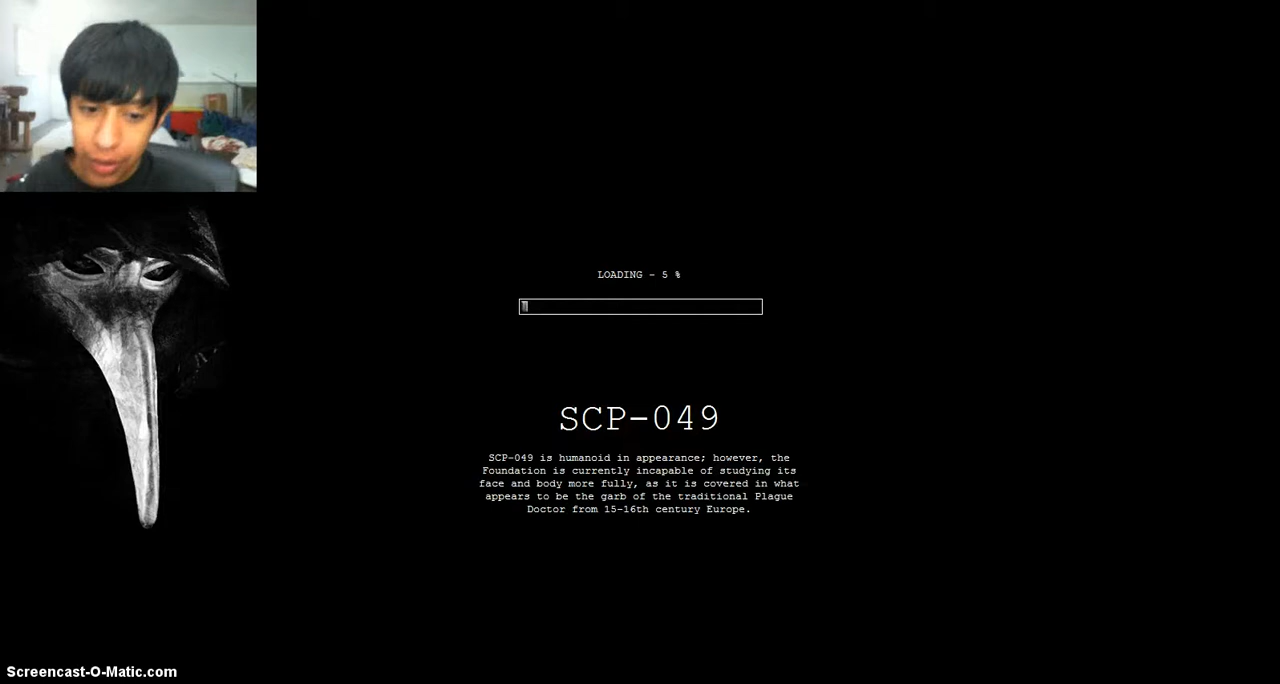 LOADING - 5 %
SCP-049
SCP-049 is humanoid in appearance; however, the
Foundation is currently incapable of studying its
face and body more fully, as it is covered in what
appears to be the garb of the traditional Plague
Doctor from 15-16th century Europe.
Screencast-O-Matic.com